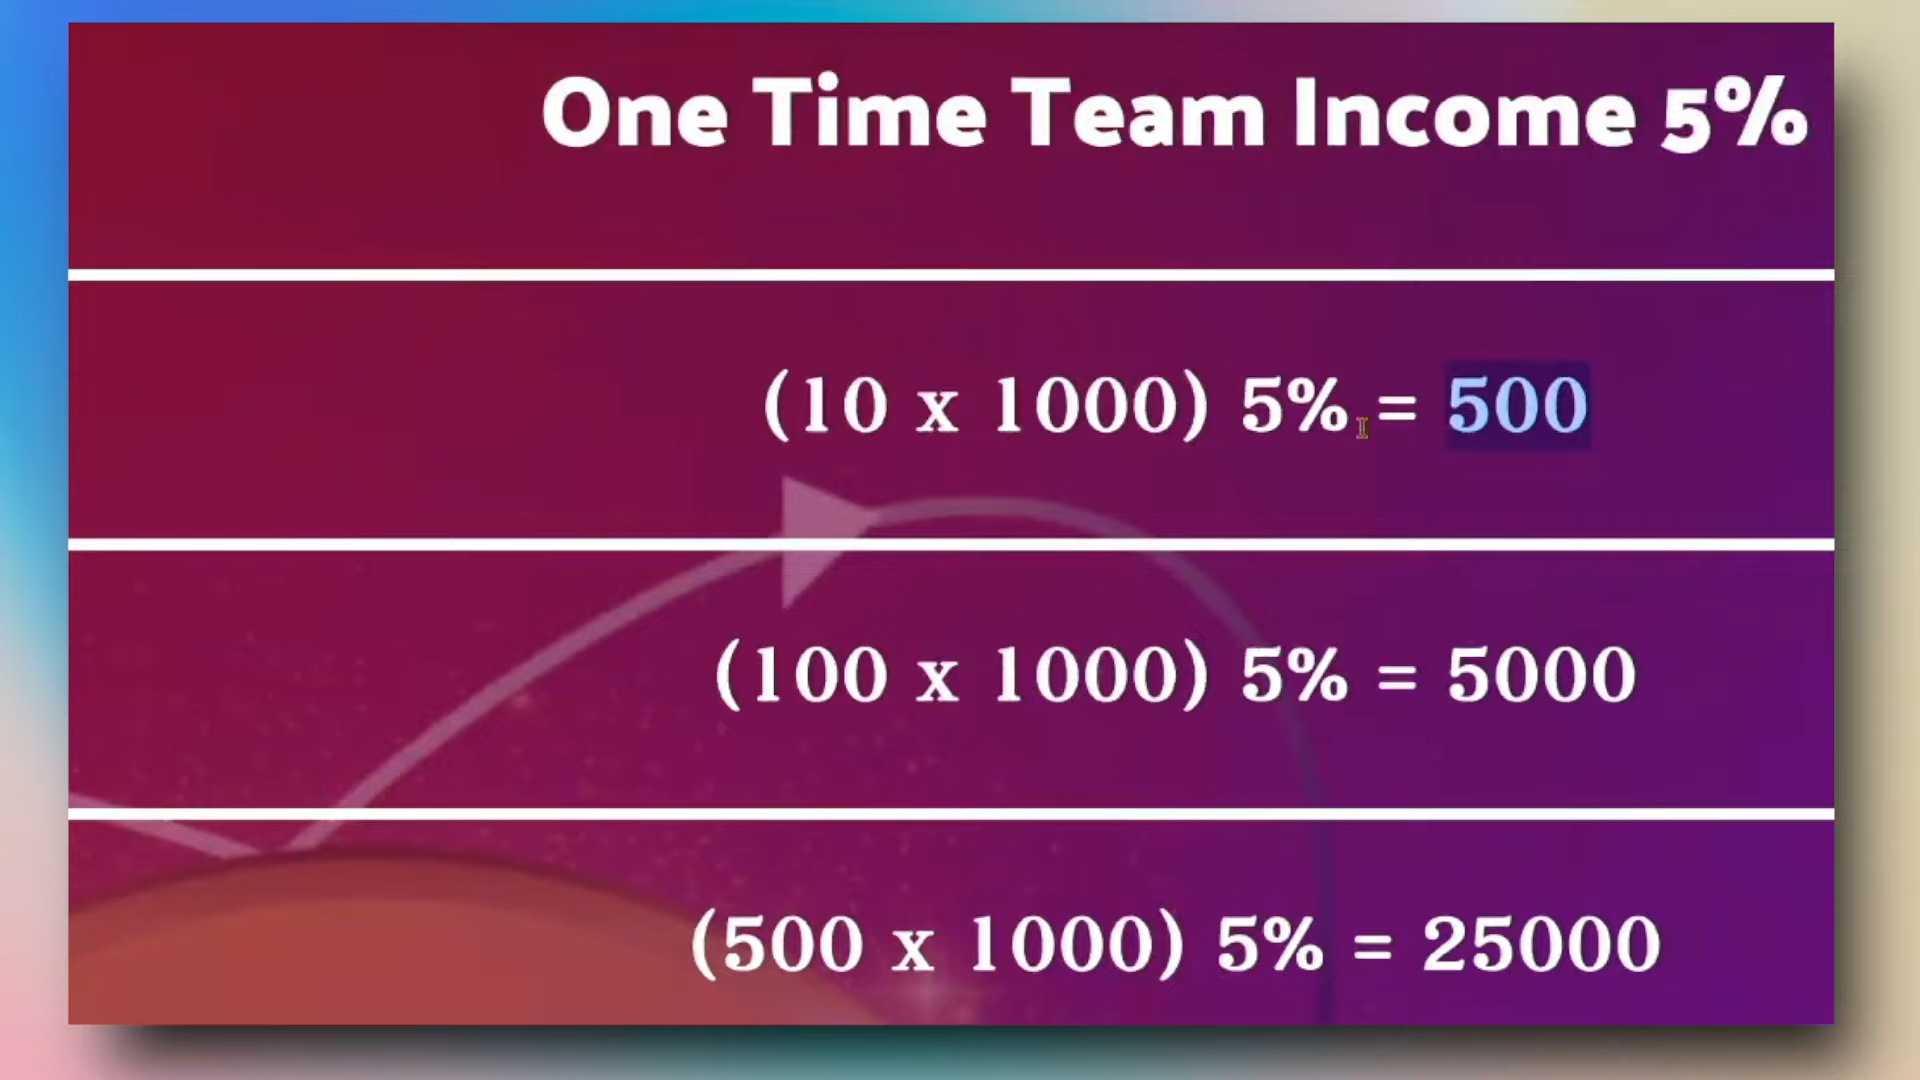 One Time Team Income 5%
(10 x 1000) 5% = 500
(100 x 1000) 5% = 5000
(500 x 1000) 5% = 25000